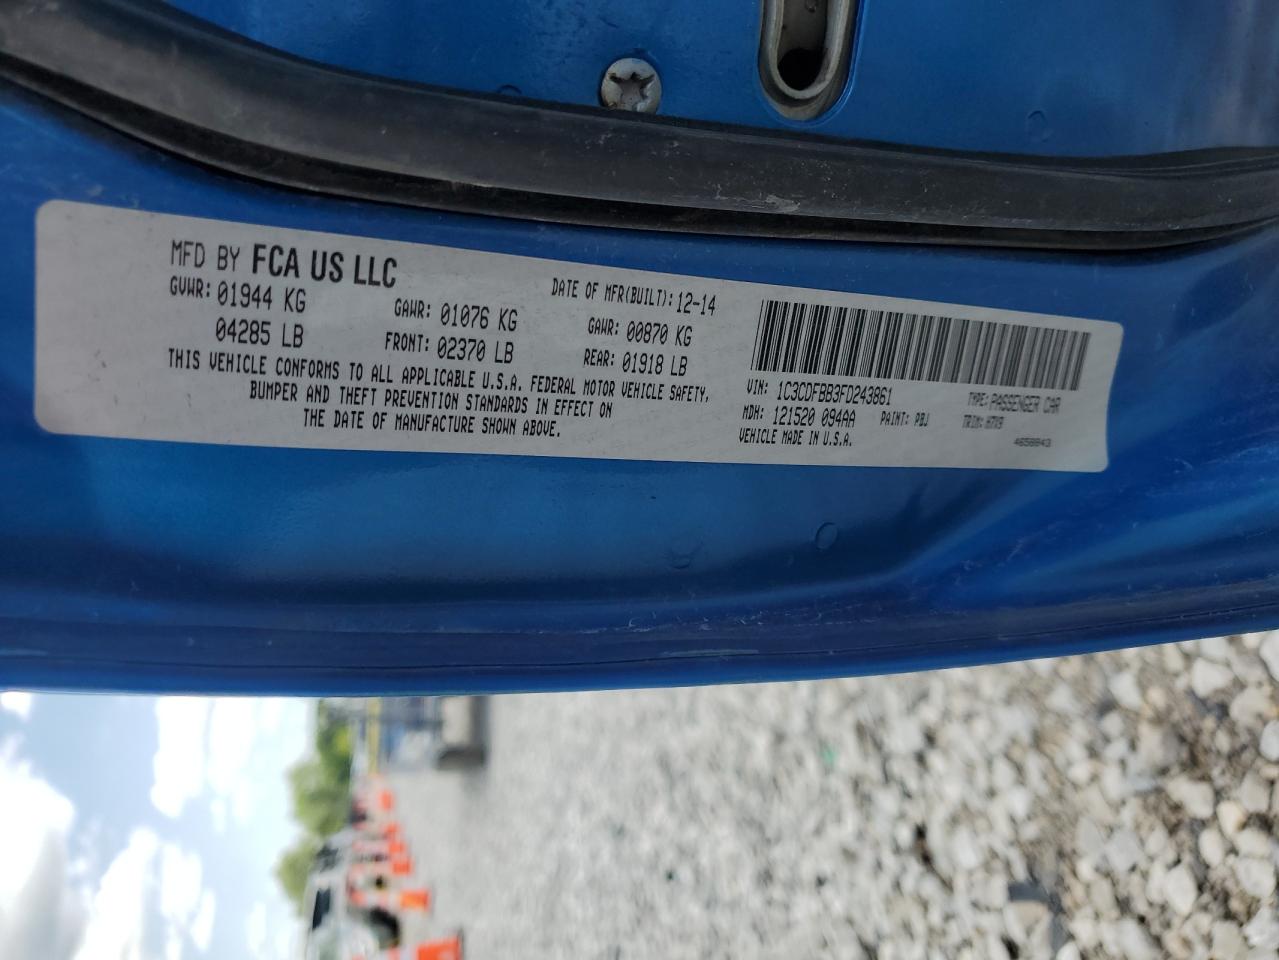 MFD BY FCA US LLC
DATE OF MFR(BUILT): 12-14
GVWR: 01944 KG
04285 LB
GAWR: 01076 KG
FRONT: 02370 LB
GAWR: 00870 KG
REAR: 01918 LB
THIS VEHICLE CONFORMS TO ALL APPLICABLE U.S.A. FEDERAL MOTOR VEHICLE SAFETY,
BUMPER AND THEFT PREVENTION STANDARDS IN EFFECT ON
THE DATE OF MANUFACTURE SHOWN ABOVE.
VIN: 1C3CDFBB3FD243861
TYPE: PASSENGER CAR
MDH: 121520 094AA
PAINT: PBJ
TRIM:
VEHICLE MADE IN U.S.A.